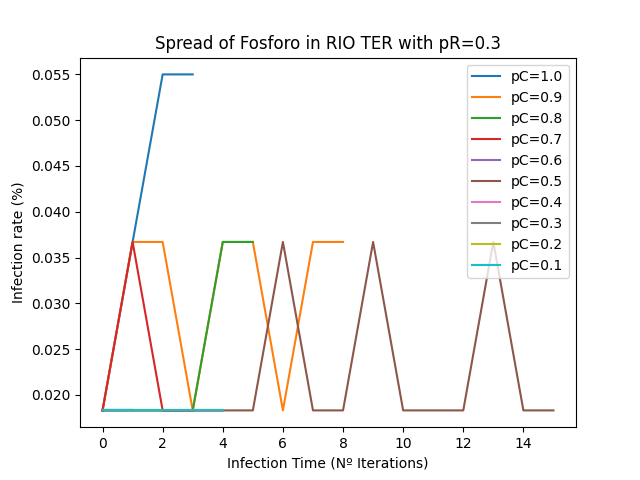 Spread of Fosforo in RIO TER with pR=0.3
Infection rate (%)
0.055
0.050
0.045
0.040
0.035
0.030
0.025
0.020
pC=1.0
pC=0.9
pC=0.8
pC=0.7
pC=0.6
pC=0.5
pC=0.4
pC=0.3
pC=0.2
pC=0.1
0 2 4 6 8 10 12 14
Infection Time (Nº Iterations)